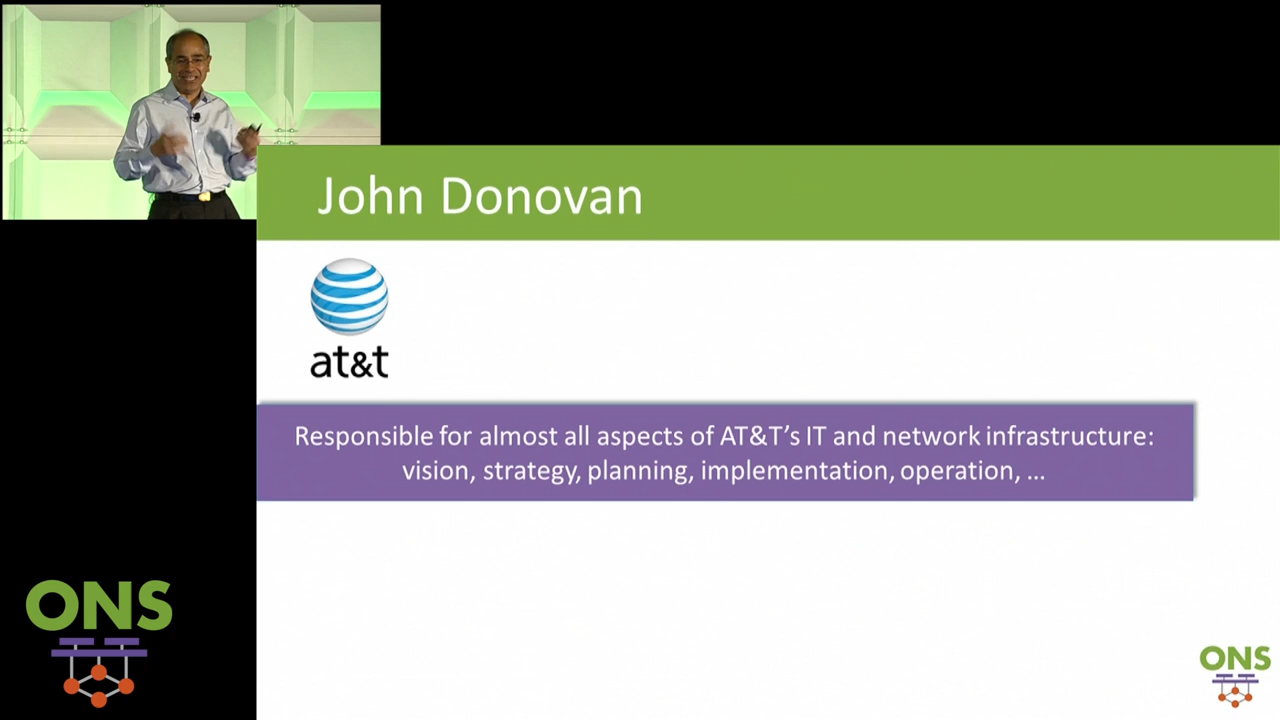 John Donovan
at&t
Responsible for almost all aspects of AT&T’s IT and network infrastructure:
vision, strategy, planning, implementation, operation, …
ONS
ONS